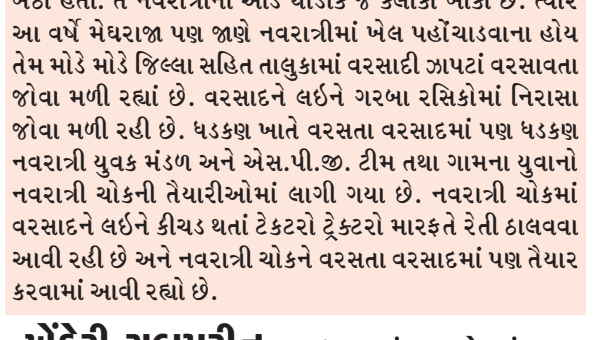 આ વર્ષે મેઘરાજા પણ જાણે નવરાત્રીમાં ખેલ પહોંચાડવાના હોય
તેમ મોડે મોડે જિલ્લા સહિત તાલુકામાં વરસાદી ઝાપટાં વરસાવતા
જોવા મળી રહ્યાં છે. વરસાદને લઇને ગરબા રસિકોમાં નિરાસા
જોવા મળી રહી છે. ધડકણ ખાતે વરસતા વરસાદમાં પણ ધડકણ
નવરાત્રી યુવક મંડળ અને એસ.પી.જી. ટીમ તથા ગામના યુવાનો
નવરાત્રી ચોકની તૈયારીઓમાં લાગી ગયા છે. નવરાત્રી ચોકમાં
વરસાદને લઇને કીચડ થતાં ટેકટરો ટ્રેક્ટરો મારફતે રેતી ઠાલવવા
આવી રહી છે અને નવરાત્રી ચોકને વરસતા વરસાદમાં પણ તૈયાર
કરવામાં આવી રહ્યો છે.